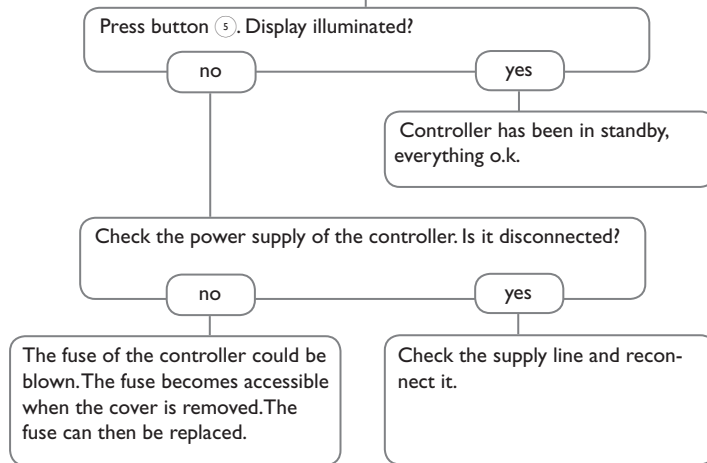 Press button 5. Display illuminated?
no
yes
Controller has been in standby,
everything o.k.
Check the power supply of the controller. Is it disconnected?
no
yes
The fuse of the controller could be
blown. The fuse becomes accessible
when the cover is removed. The
fuse can then be replaced.
Check the supply line and recon-
nect it.